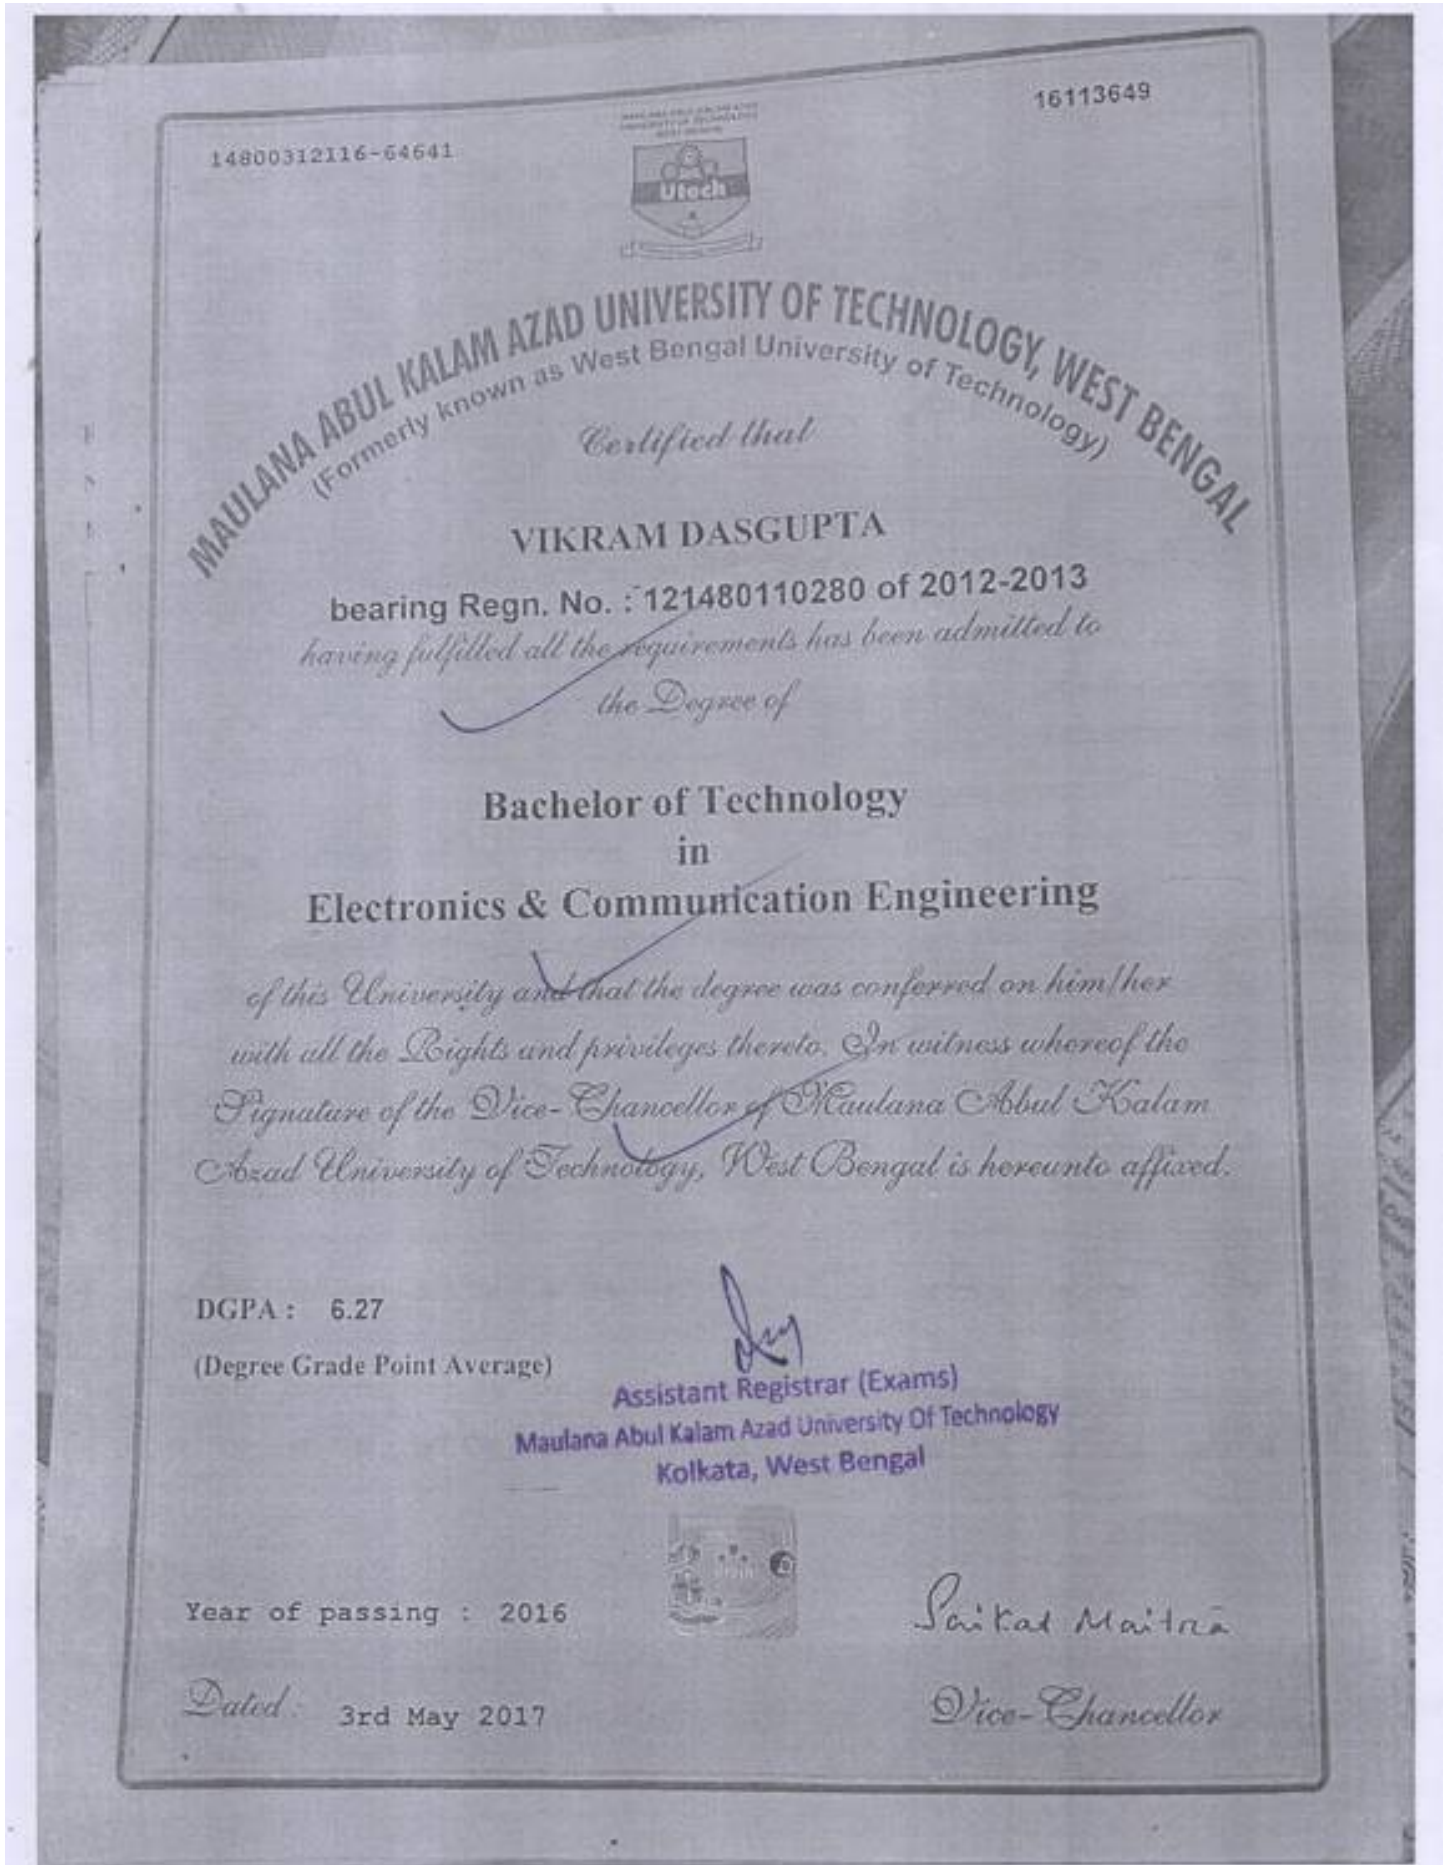 16113649
14800312116-64641
Utech
MAULANA ABUL KALAM AZAD UNIVERSITY OF TECHNOLOGY, WEST BENGAL
(Formerly known as West Bengal University of Technology)
Certified that
VIKRAM DASGUPTA
bearing Regn. No. : 121480110280 of 2012-2013
having fulfilled all the requirements has been admitted to
the Degree of
Bachelor of Technology
in
Electronics & Communication Engineering
of this University and that the degree was conferred on him/her
with all the Rights and privileges thereto. In witness whereof the
Signature of the Vice-Chancellor of Maulana Abul Kalam
Azad University of Technology, West Bengal is hereunto affixed.
DGPA : 6.27
(Degree Grade Point Average)
Assistant Registrar (Exams)
Maulana Abul Kalam Azad University Of Technology
Kolkata, West Bengal
Year of passing : 2016
Saikat Maitra
Dated : 3rd May 2017
Vice-Chancellor